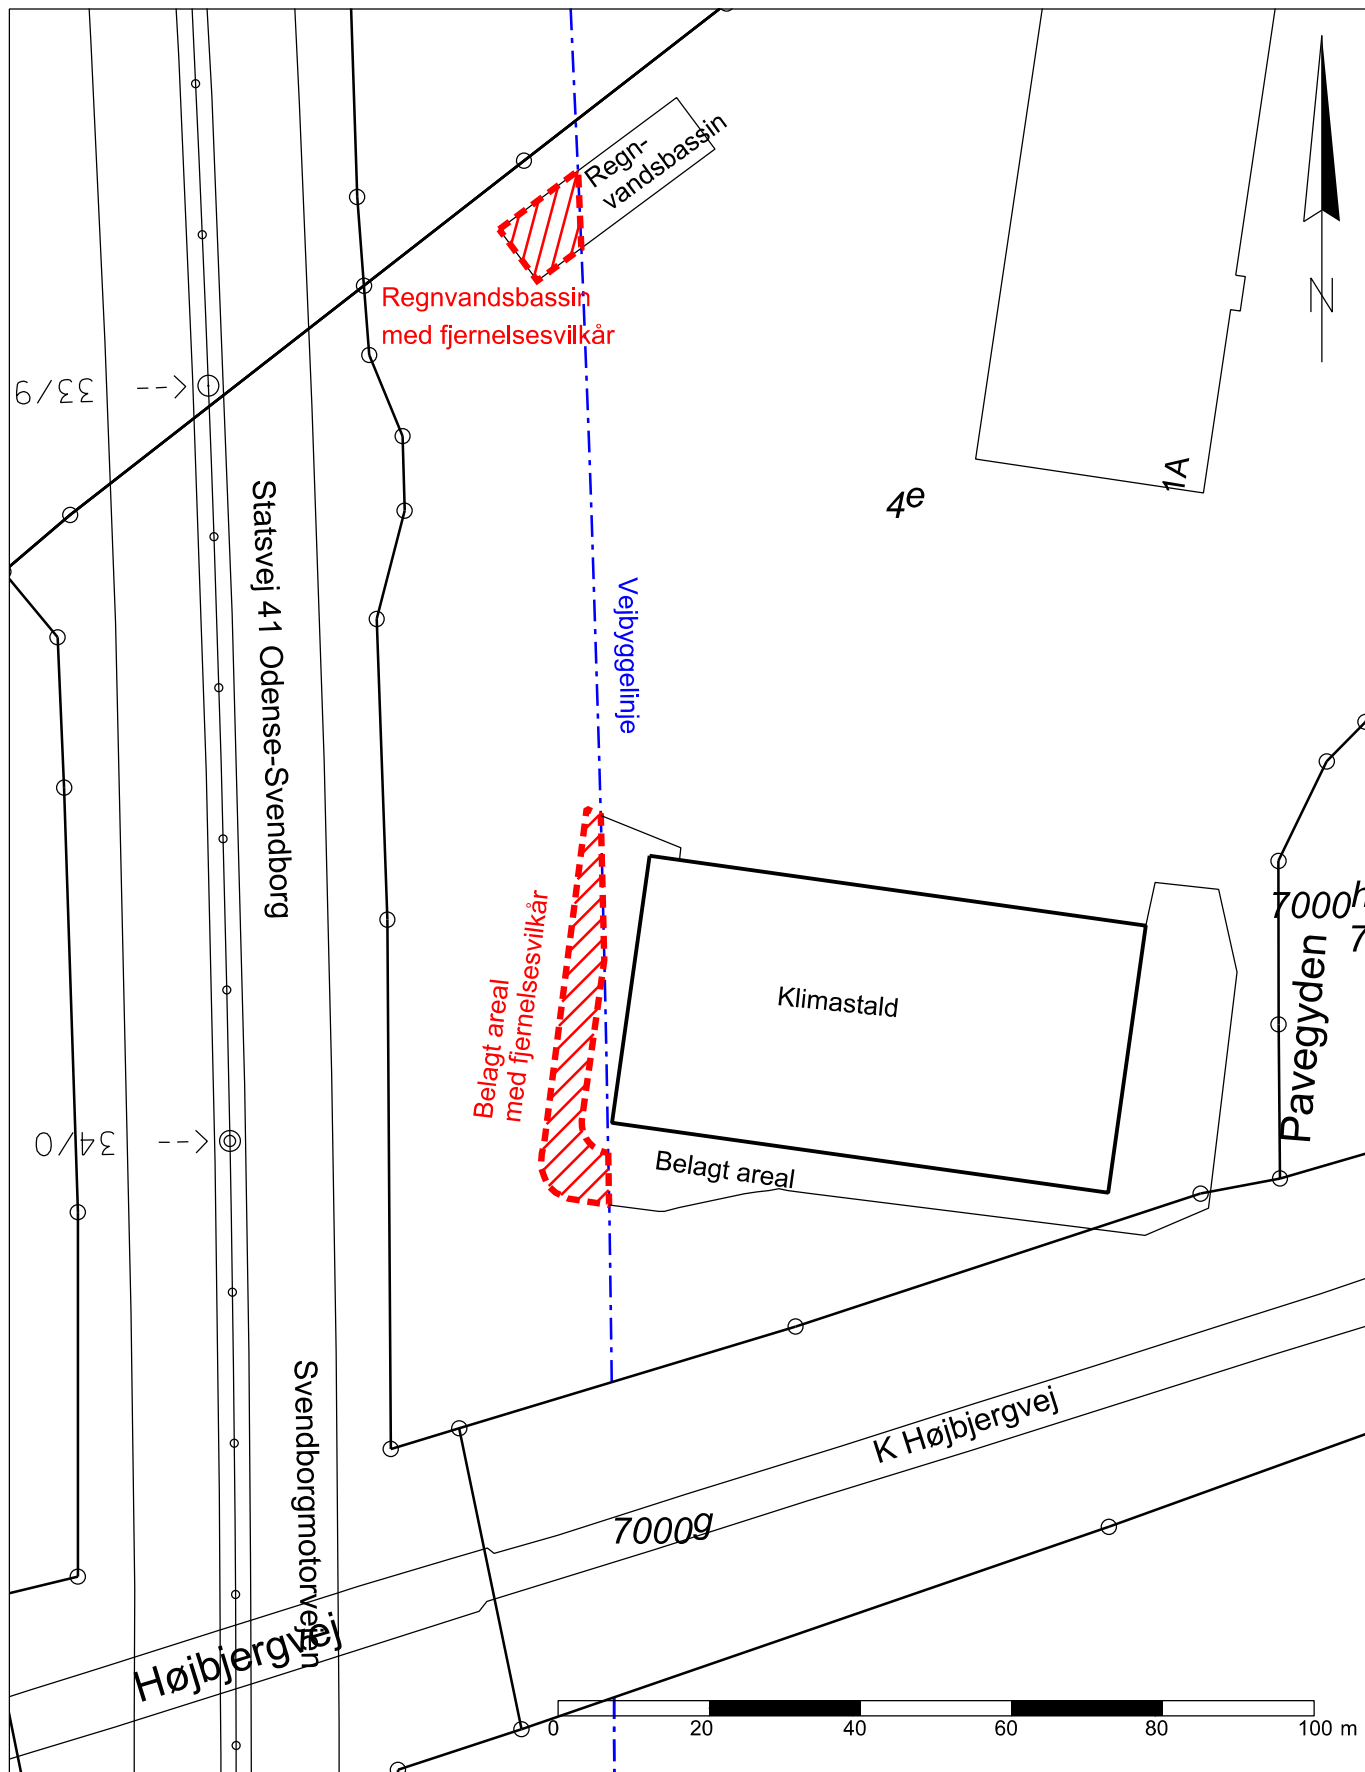 Regn-
vandsbassin
Regnvandsbassin
med fjernelsesvilkår
N
33/9
1A
4e
Statsvej 41 Odense-Svendborg
Vejbyggelinje
7000h
7
Pavegyden
Belagt areal
med fjernelsesvilkår
Klimastald
34/0
Belagt areal
Svendborgmotorvejen
K Højbjergvej
7000g
Højbjergvej
0 20 40 60 80 100 m